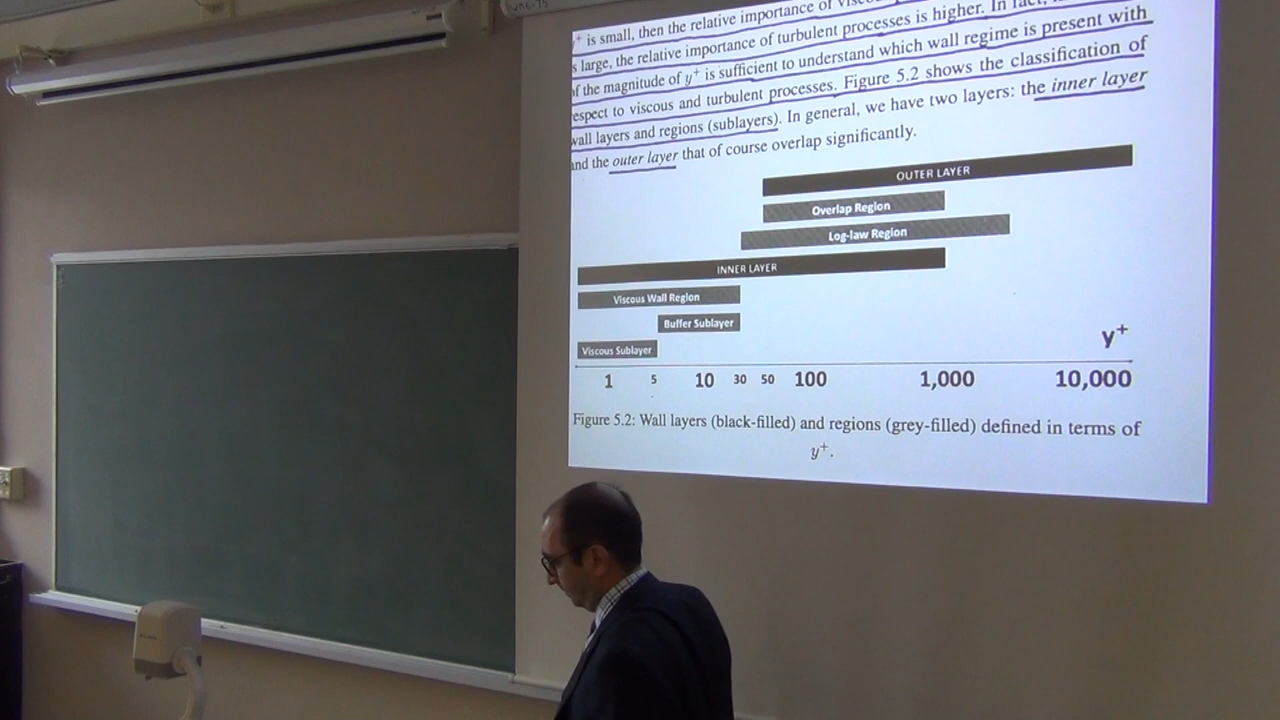 y⁺ is small, then the relative importance of
large, the relative importance of turbulent processes is higher. In fact,
of the magnitude of y⁺ is sufficient to understand which wall regime is present with
respect to viscous and turbulent processes. Figure 5.2 shows the classification of
wall layers and regions (sublayers). In general, we have two layers: the inner layer
and the outer layer that of course overlap significantly.
OUTER LAYER
Overlap Region
Log-law Region
INNER LAYER
Viscous Wall Region
Buffer Sublayer
Viscous Sublayer
y⁺
1 5 10 30 50 100 1,000 10,000
Figure 5.2: Wall layers (black-filled) and regions (grey-filled) defined in terms of
y⁺.